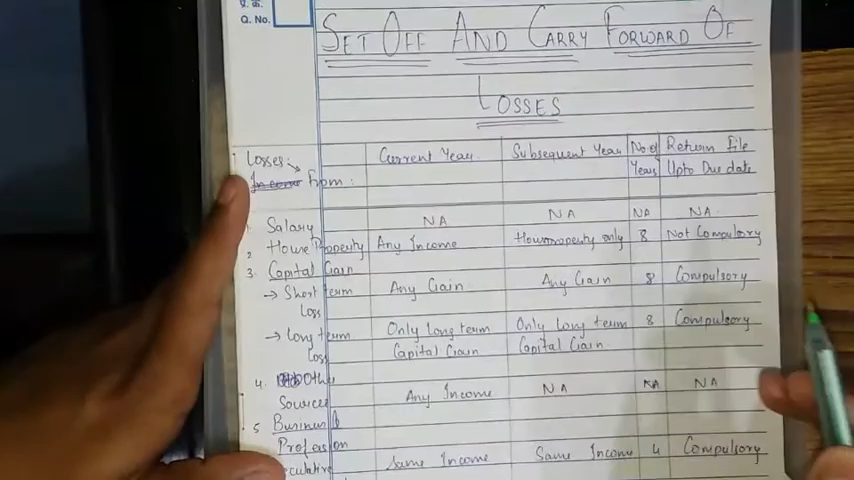 प्र. क्र.
Q. No.
SET OFF AND CARRY FORWARD OF
LOSSES
Losses: Current Year Subsequent Year No. of Return File
From: Years Upto Due date
1. Salary NA NA NA NA
2 House Property Any Income only 8 Not Compulsory
3. Capital Gain
→ Short term Any Gain Any Gain 8 Compulsory
Loss
→ Long term Only Long term Only Long term 8 Compulsory
Loss Capital Gain Capital Gain
4. Other Any Income NA NA NA
Sources
5 Business &
Profession
Same Income Same Income 4 Compulsory